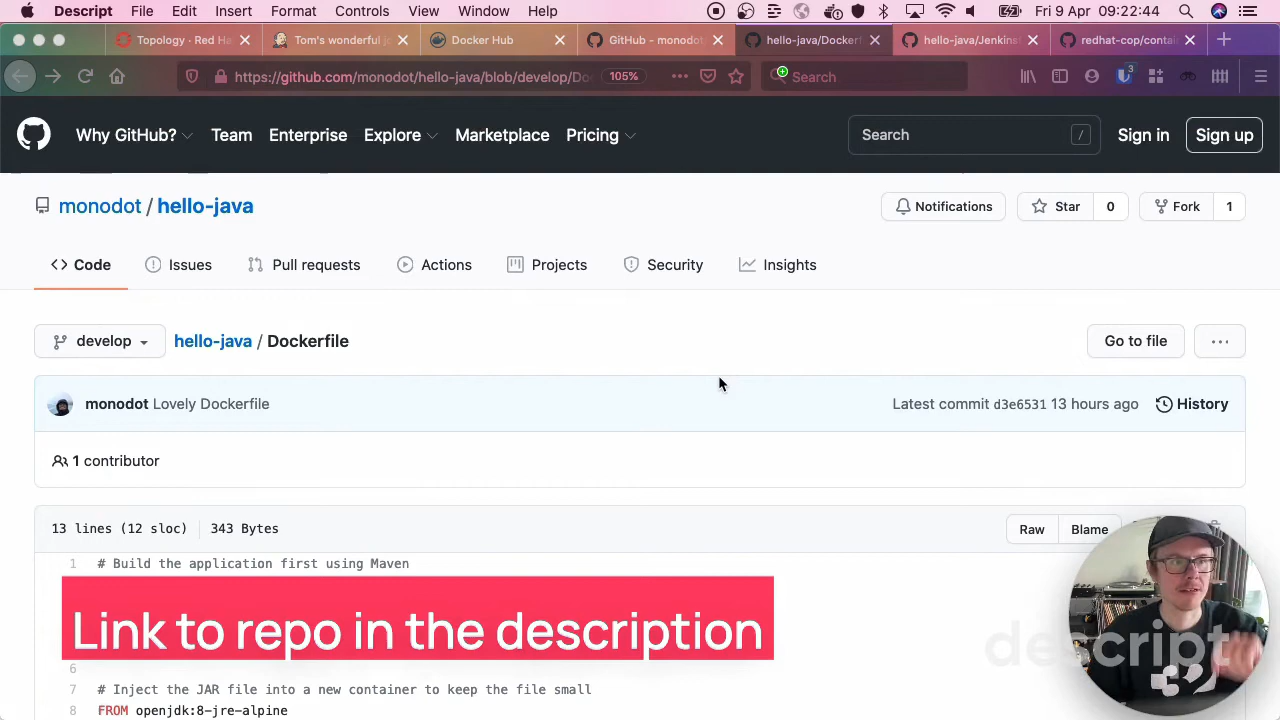 Descript File Edit Insert Format Controls View Window Help Fri 9 Apr 09:22:44
Topology · Red Ha Tom's wonderful je Docker Hub GitHub - monodot hello-java/Dockerf hello-java/Jenkins redhat-cop/contai
https://github.com/monodot/hello-java/blob/develop/Do 105% Search 3
Why GitHub? Team Enterprise Explore Marketplace Pricing Search / Sign in Sign up
monodot / hello-java Notifications Star 0 Fork 1
Code Issues Pull requests Actions Projects Security Insights
develop hello-java / Dockerfile Go to file
monodot Lovely Dockerfile Latest commit d3e6531 13 hours ago History
1 contributor
13 lines (12 sloc) 343 Bytes Raw Blame
1 # Build the application first using Maven
Link to repo in the description
descript
6
7 # Inject the JAR file into a new container to keep the file small
8 FROM openjdk:8-jre-alpine